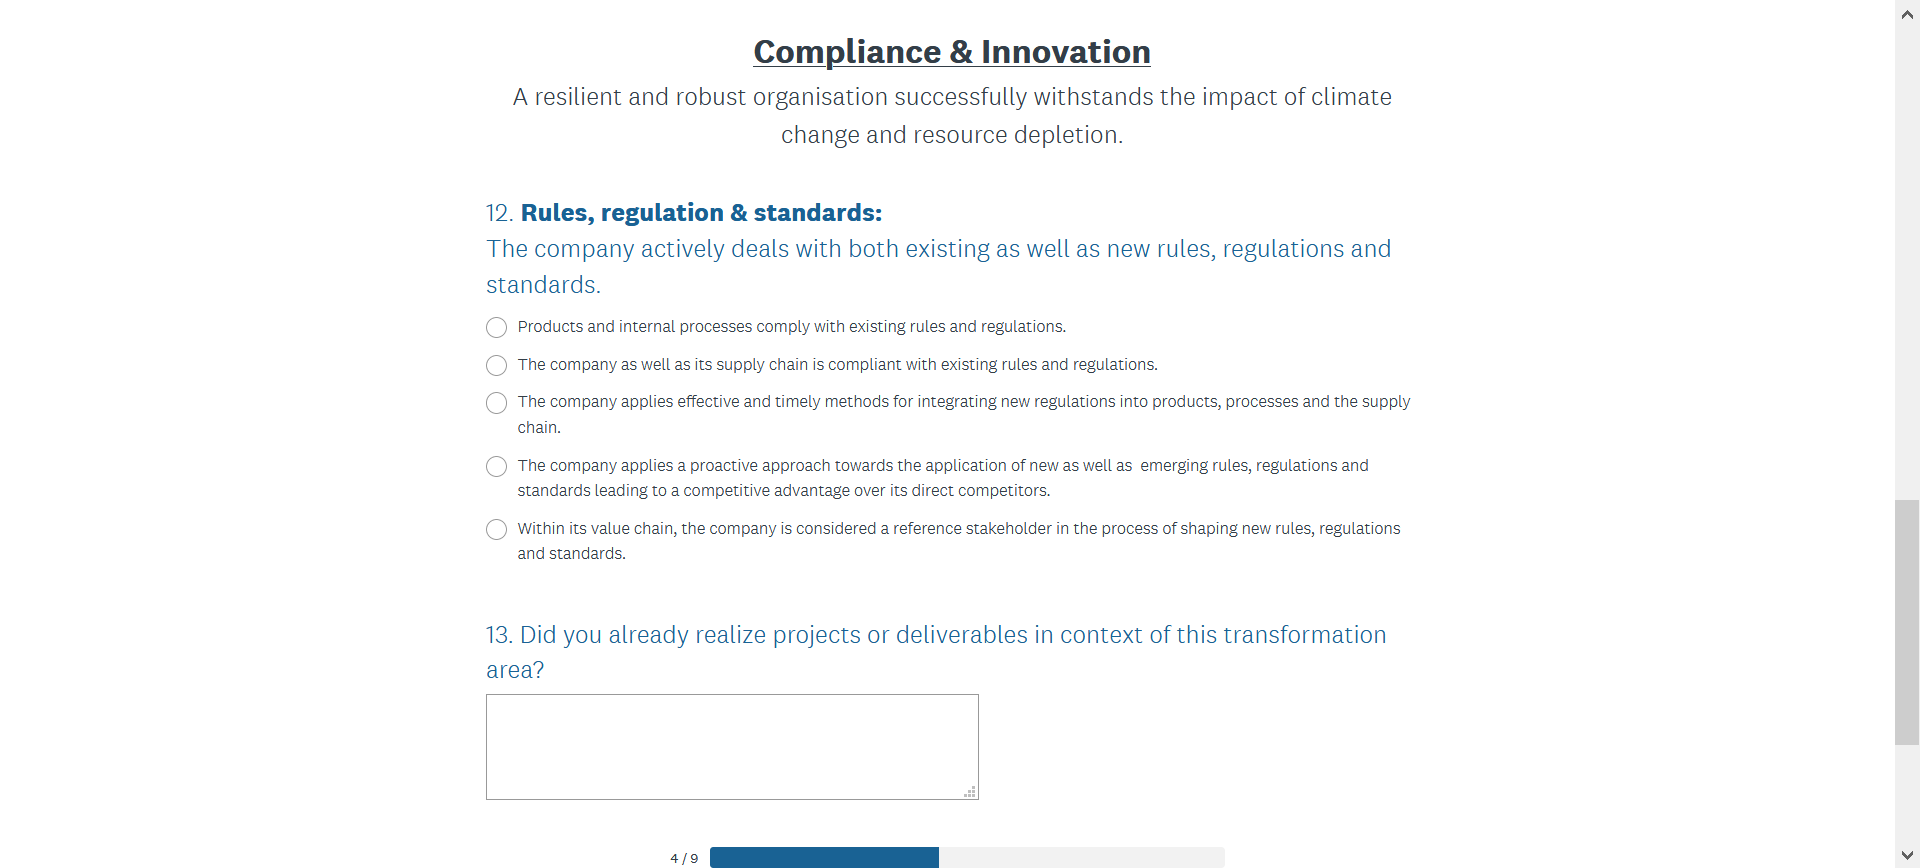 Compliance & Innovation
A resilient and robust organisation successfully withstands the impact of climate
change and resource depletion.
12. Rules, regulation & standards:
The company actively deals with both existing as well as new rules, regulations and
standards.
Products and internal processes comply with existing rules and regulations.
The company as well as its supply chain is compliant with existing rules and regulations.
The company applies effective and timely methods for integrating new regulations into products, processes and the supply
chain.
The company applies a proactive approach towards the application of new as well as  emerging rules, regulations and
standards leading to a competitive advantage over its direct competitors.
Within its value chain, the company is considered a reference stakeholder in the process of shaping new rules, regulations
and standards.
13. Did you already realize projects or deliverables in context of this transformation
area?
4 / 9